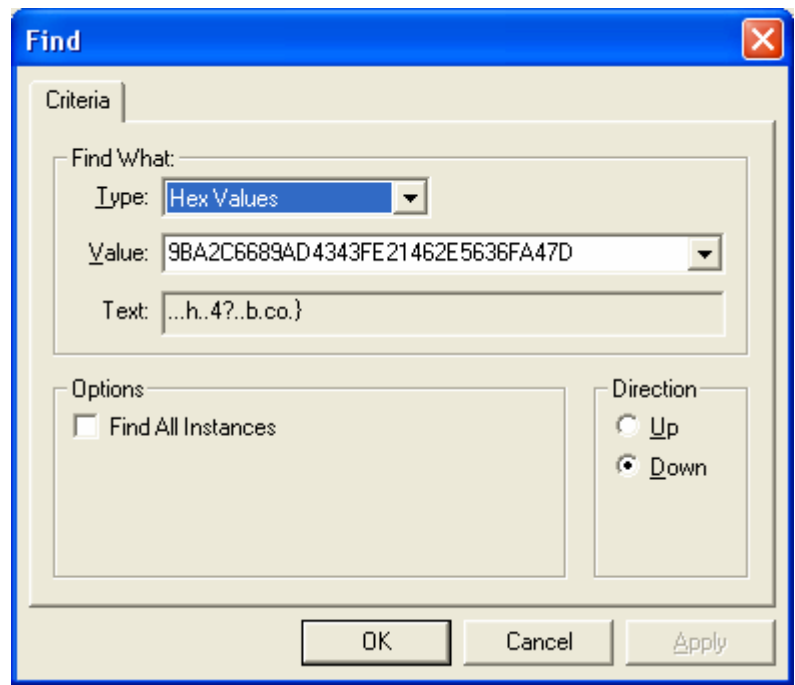 Find
Criteria
Find What:
Type: Hex Values
Value: 9BA2C6689AD4343FE21462E5636FA47D
Text: ...h..4?..b.co.}
Options
Find All Instances
Direction
Up
Down
OK Cancel Apply